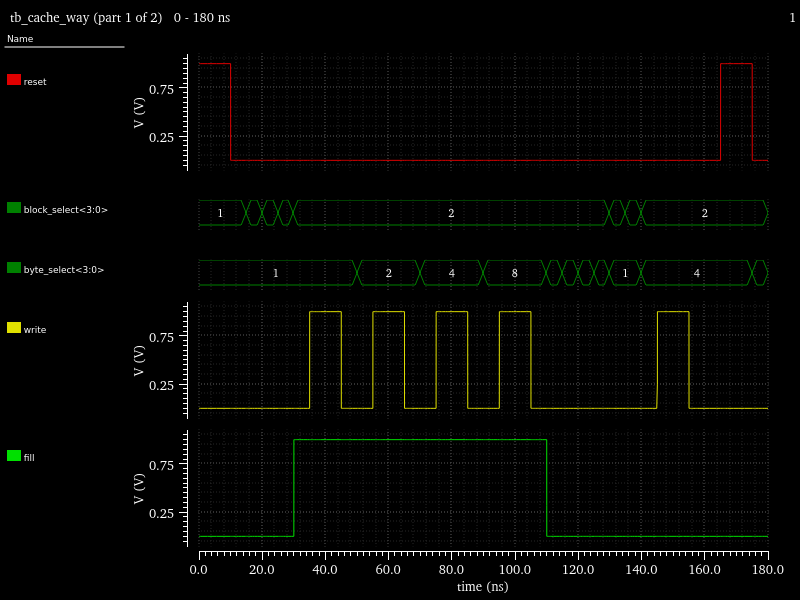 tb_cache_way (part 1 of 2) 0 - 180 ns 1
Name
reset
V (V)
0.75
0.25
block_select<3:0>
1 2 2
byte_select<3:0>
1 2 4 8 1 4
write
V (V)
0.75
0.25
fill
V (V)
0.75
0.25
0.0 20.0 40.0 60.0 80.0 100.0 120.0 140.0 160.0 180.0
time (ns)